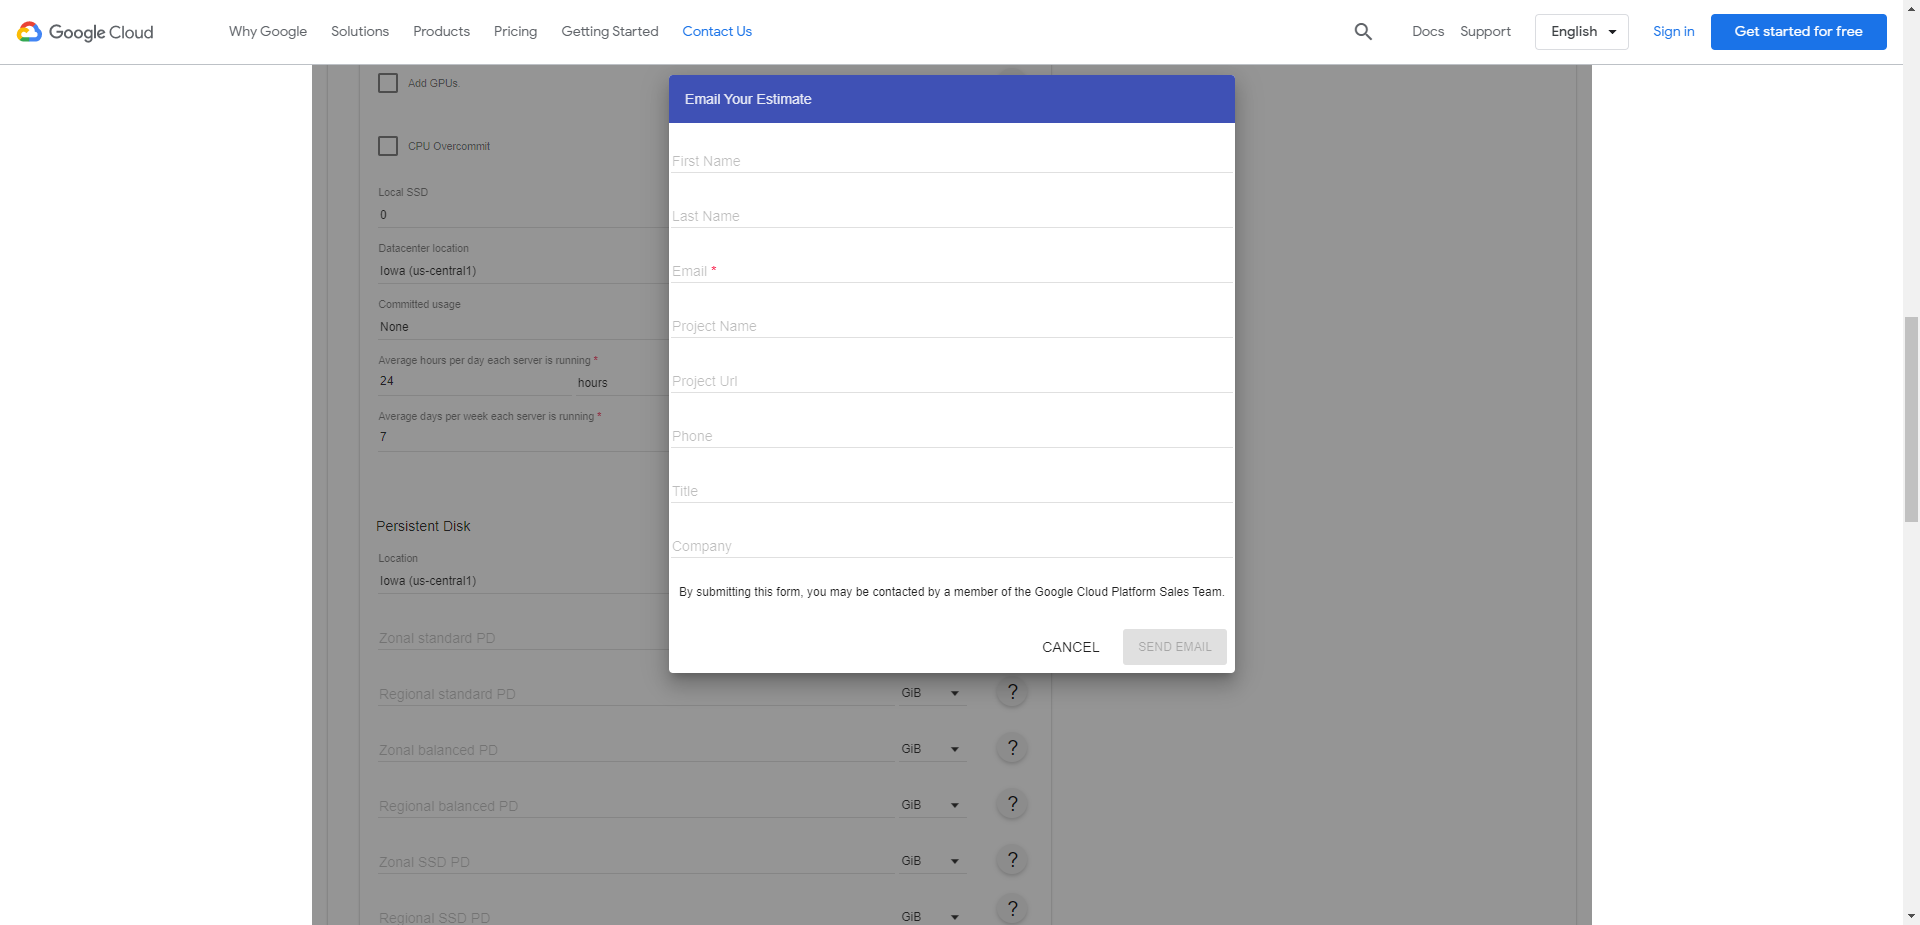 Google Cloud
Why Google
Solutions
Products
Pricing
Getting Started
Contact Us
Docs
Support
English
Sign in
Get started for free
Add GPUs.
CPU Overcommit
Local SSD
0
Datacenter location
Iowa (us-central1)
Committed usage
None
Average hours per day each server is running *
24
hours
Average days per week each server is running *
7
Persistent Disk
Location
Iowa (us-central1)
Zonal standard PD
Regional standard PD
GiB
?
Zonal balanced PD
GiB
?
Regional balanced PD
GiB
?
Zonal SSD PD
GiB
?
Regional SSD PD
GiB
?
Email Your Estimate
First Name
Last Name
Email *
Project Name
Project Url
Phone
Title
Company
By submitting this form, you may be contacted by a member of the Google Cloud Platform Sales Team.
CANCEL
SEND EMAIL